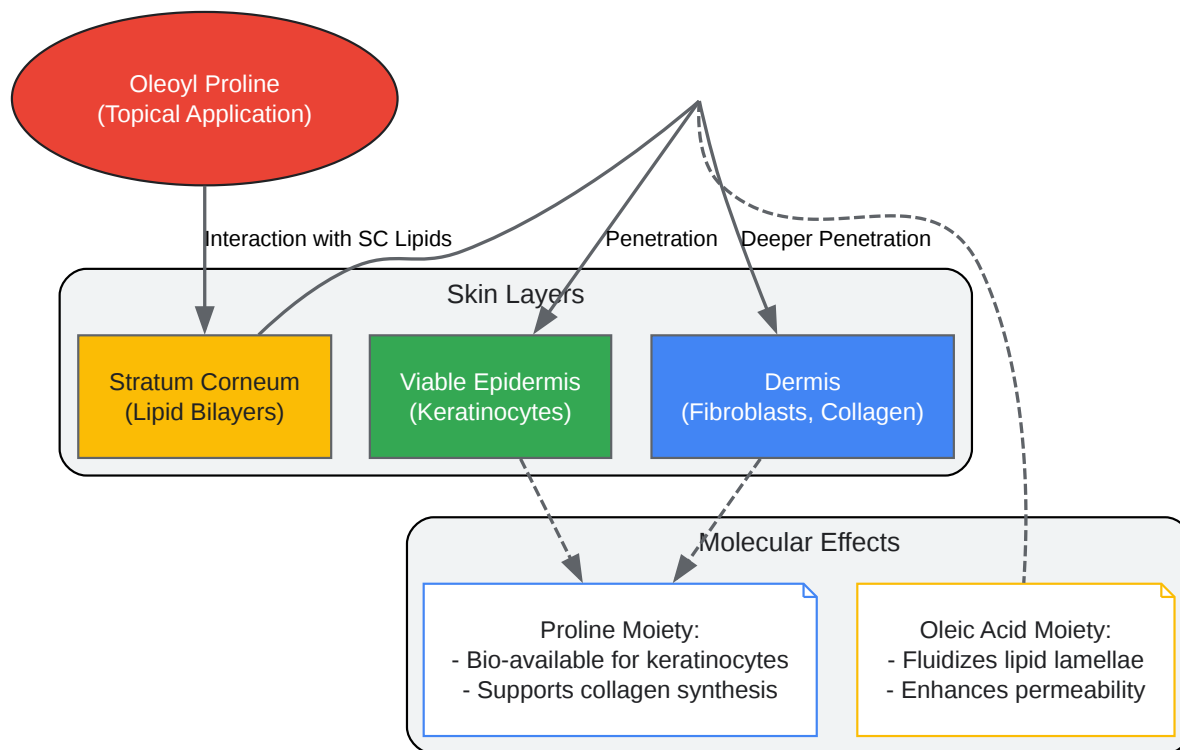 Oleoyl Proline
(Topical Application)
Interaction with SC Lipids
Penetration
Deeper Penetration
Skin Layers
Stratum Corneum
(Lipid Bilayers)
Viable Epidermis
(Keratinocytes)
Dermis
(Fibroblasts, Collagen)
Molecular Effects
Proline Moiety:
- Bio-available for keratinocytes
- Supports collagen synthesis
Oleic Acid Moiety:
- Fluidizes lipid lamellae
- Enhances permeability